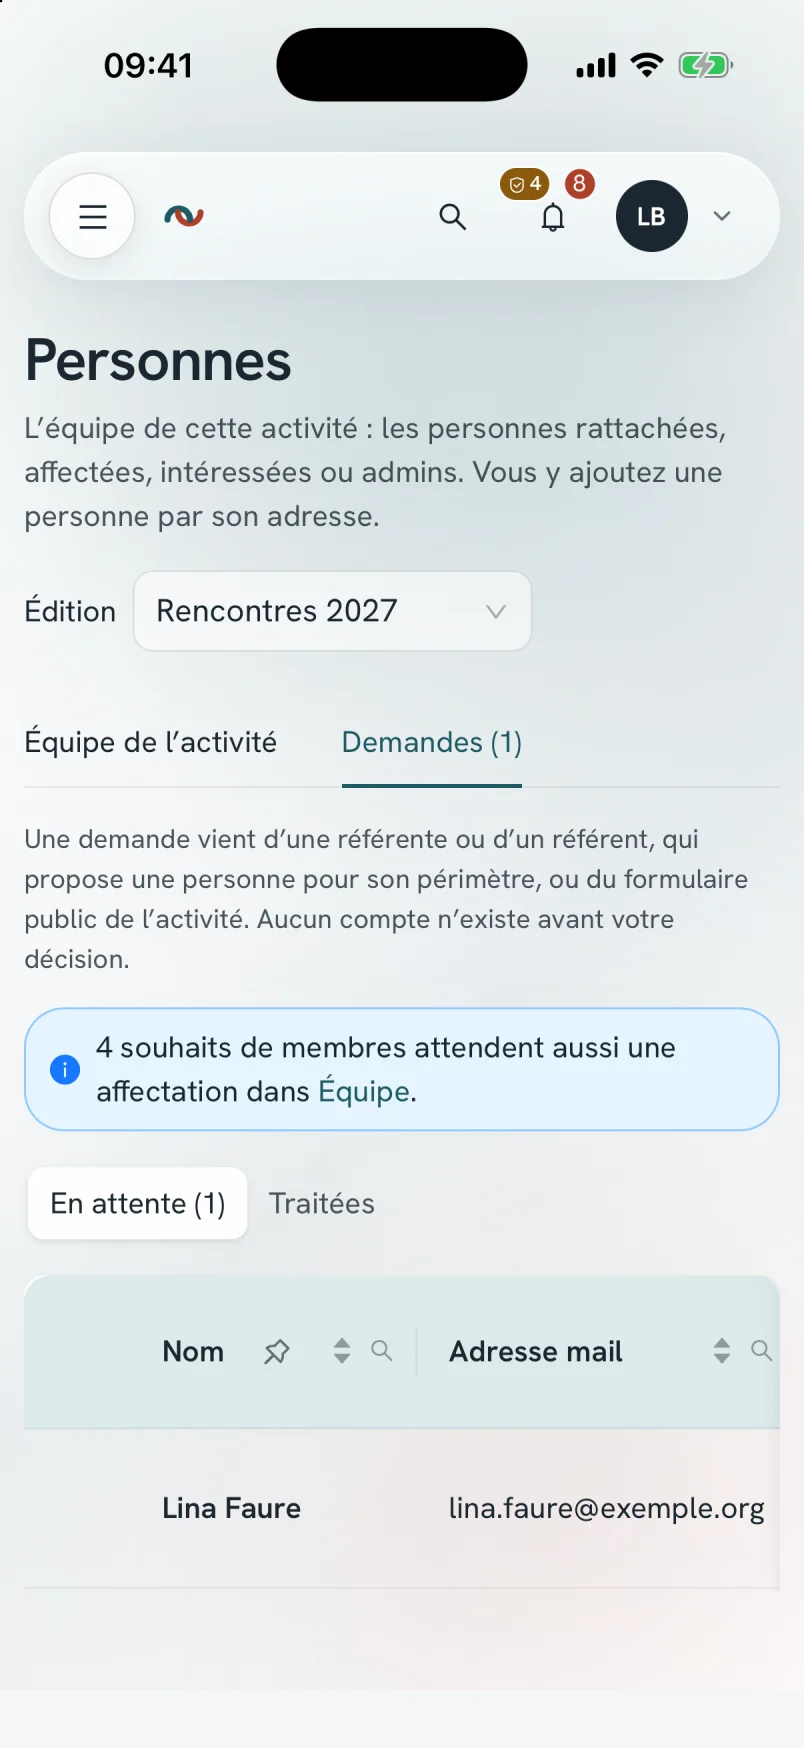 09:41
4
8
LB
Personnes
L’équipe de cette activité : les personnes rattachées,
affectées, intéressées ou admins. Vous y ajoutez une
personne par son adresse.
Édition
Rencontres 2027
Équipe de l’activité
Demandes (1)
Une demande vient d’une référente ou d’un référent, qui
propose une personne pour son périmètre, ou du formulaire
public de l’activité. Aucun compte n’existe avant votre
décision.
4 souhaits de membres attendent aussi une
affectation dans Équipe.
En attente (1)
Traitées
Nom
Adresse mail
Lina Faure
lina.faure@exemple.org